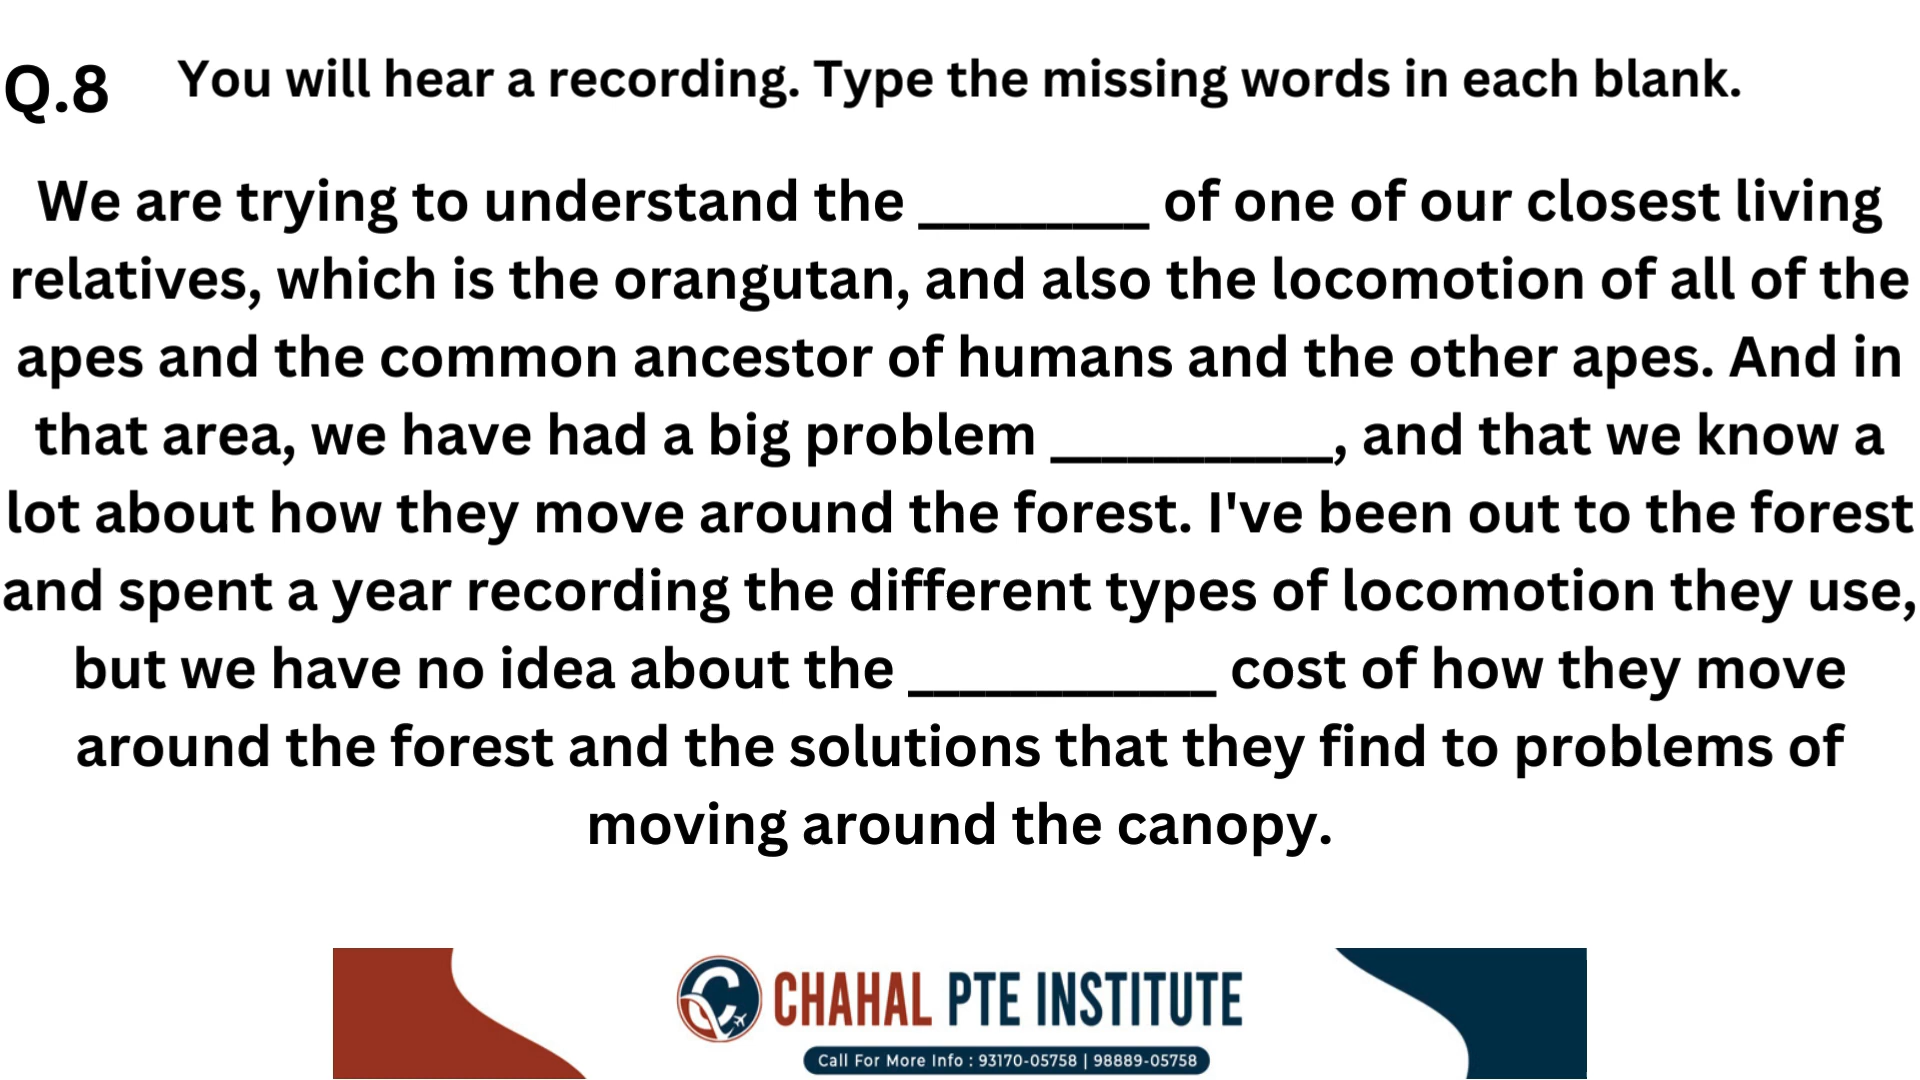 Q.8 You will hear a recording. Type the missing words in each blank.
We are trying to understand the _________ of one of our closest living
relatives, which is the orangutan, and also the locomotion of all of the
apes and the common ancestor of humans and the other apes. And in
that area, we have had a big problem ___________, and that we know a
lot about how they move around the forest. I've been out to the forest
and spent a year recording the different types of locomotion they use,
but we have no idea about the ____________ cost of how they move
around the forest and the solutions that they find to problems of
moving around the canopy.
CHAHAL PTE INSTITUTE
Call For More Info : 93170-05758 | 98889-05758